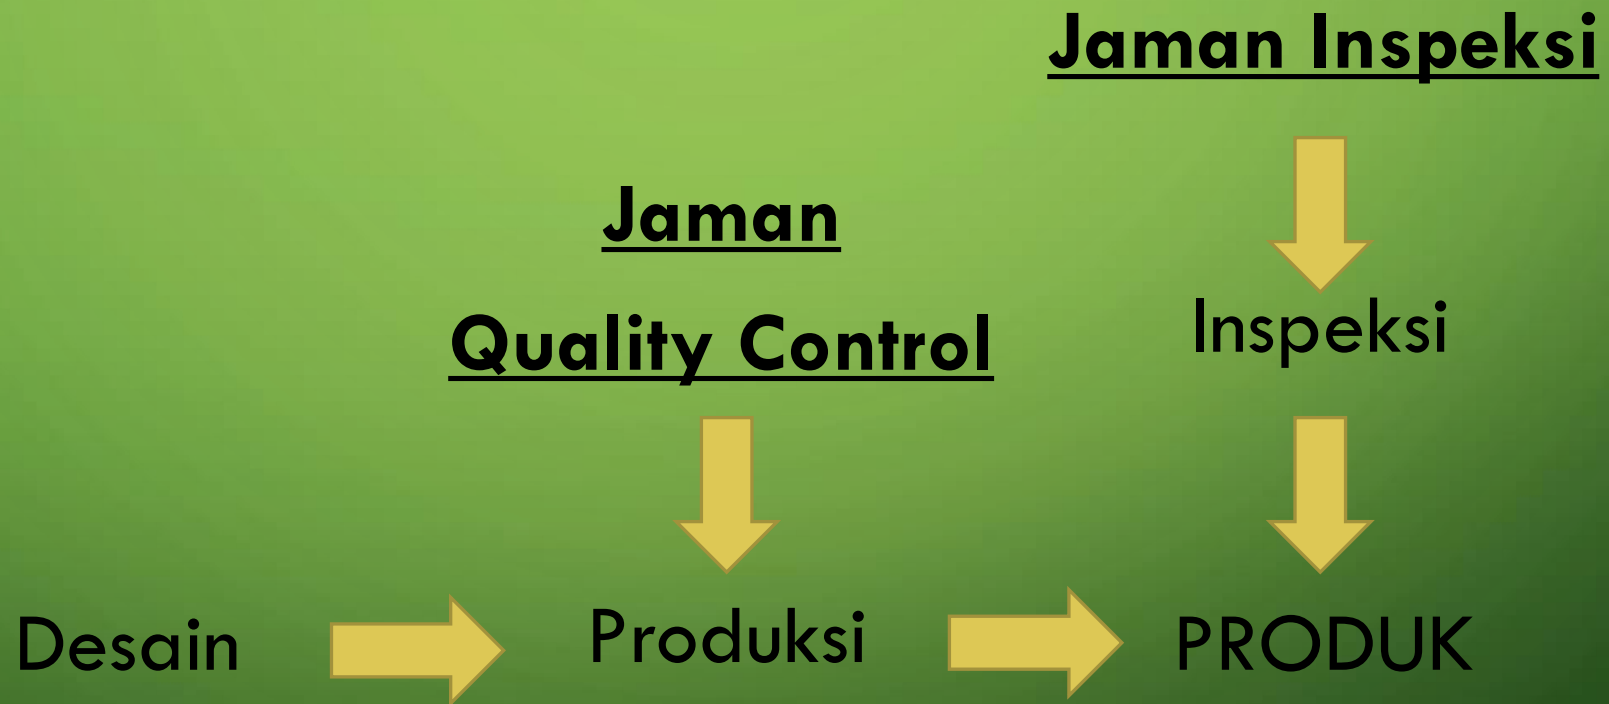 Jaman Inspeksi
Jaman
Quality Control
Inspeksi
Desain
Produksi
PRODUK